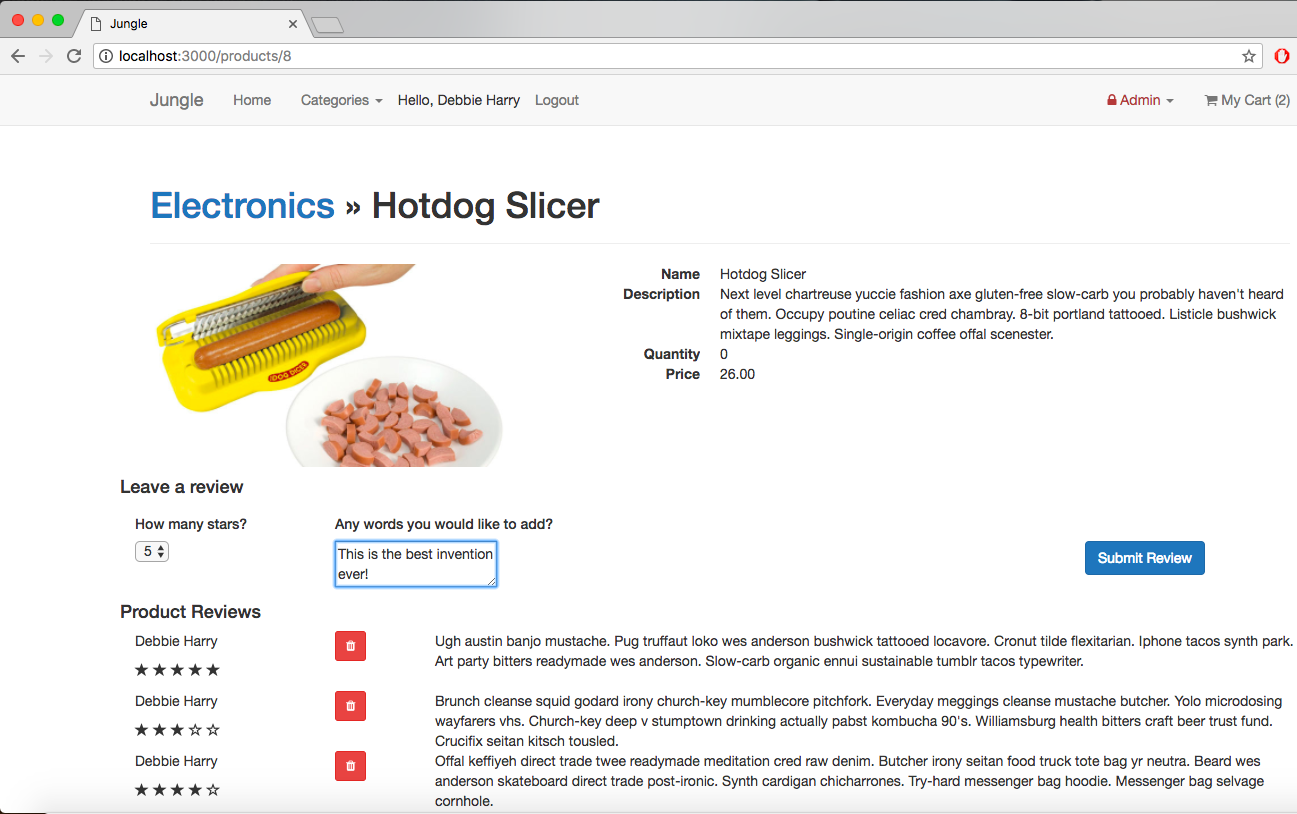 Jungle
localhost:3000/products/8
Jungle Home Categories Hello, Debbie Harry Logout Admin My Cart (2)
Electronics » Hotdog Slicer
DOG DICER
Name Hotdog Slicer
Description Next level chartreuse yuccie fashion axe gluten-free slow-carb you probably haven't heard
of them. Occupy poutine celiac cred chambray. 8-bit portland tattooed. Listicle bushwick
mixtape leggings. Single-origin coffee offal scenester.
Quantity 0
Price 26.00
Leave a review
How many stars? Any words you would like to add?
5 This is the best invention
ever!
Submit Review
Product Reviews
Debbie Harry Ugh austin banjo mustache. Pug truffaut loko wes anderson bushwick tattooed locavore. Cronut tilde flexitarian. Iphone tacos synth park.
Art party bitters readymade wes anderson. Slow-carb organic ennui sustainable tumblr tacos typewriter.
★★★★★
Debbie Harry Brunch cleanse squid godard irony church-key mumblecore pitchfork. Everyday meggings cleanse mustache butcher. Yolo microdosing
wayfarers vhs. Church-key deep v stumptown drinking actually pabst kombucha 90's. Williamsburg health bitters craft beer trust fund.
★★★☆☆ Crucifix seitan kitsch tousled.
Debbie Harry Offal keffiyeh direct trade twee readymade meditation cred raw denim. Butcher irony seitan food truck tote bag yr neutra. Beard wes
anderson skateboard direct trade post-ironic. Synth cardigan chicharrones. Try-hard messenger bag hoodie. Messenger bag selvage
★★★★☆ cornhole.